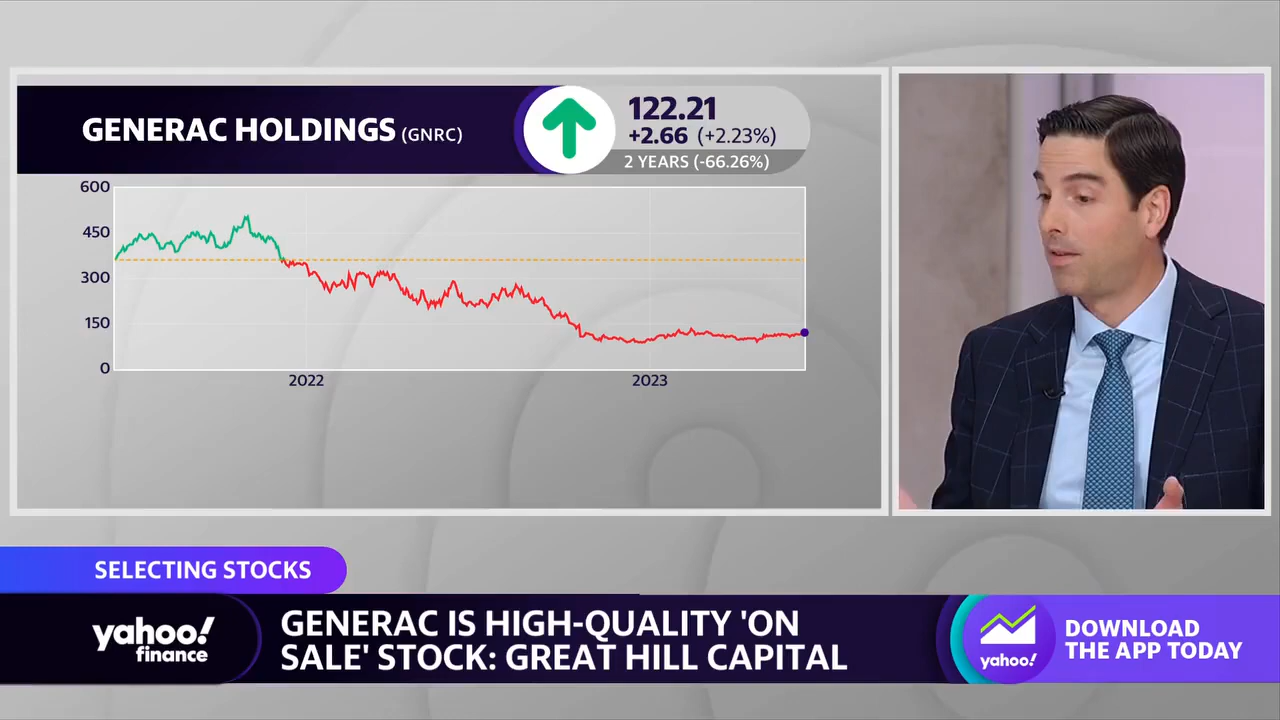 GENERAC HOLDINGS (GNRC)
122.21
+2.66 (+2.23%)
2 YEARS (-66.26%)
600
450
300
150
0
2022
2023
SELECTING STOCKS
yahoo!
finance
GENERAC IS HIGH-QUALITY 'ON
SALE' STOCK: GREAT HILL CAPITAL
yahoo!
DOWNLOAD
THE APP TODAY